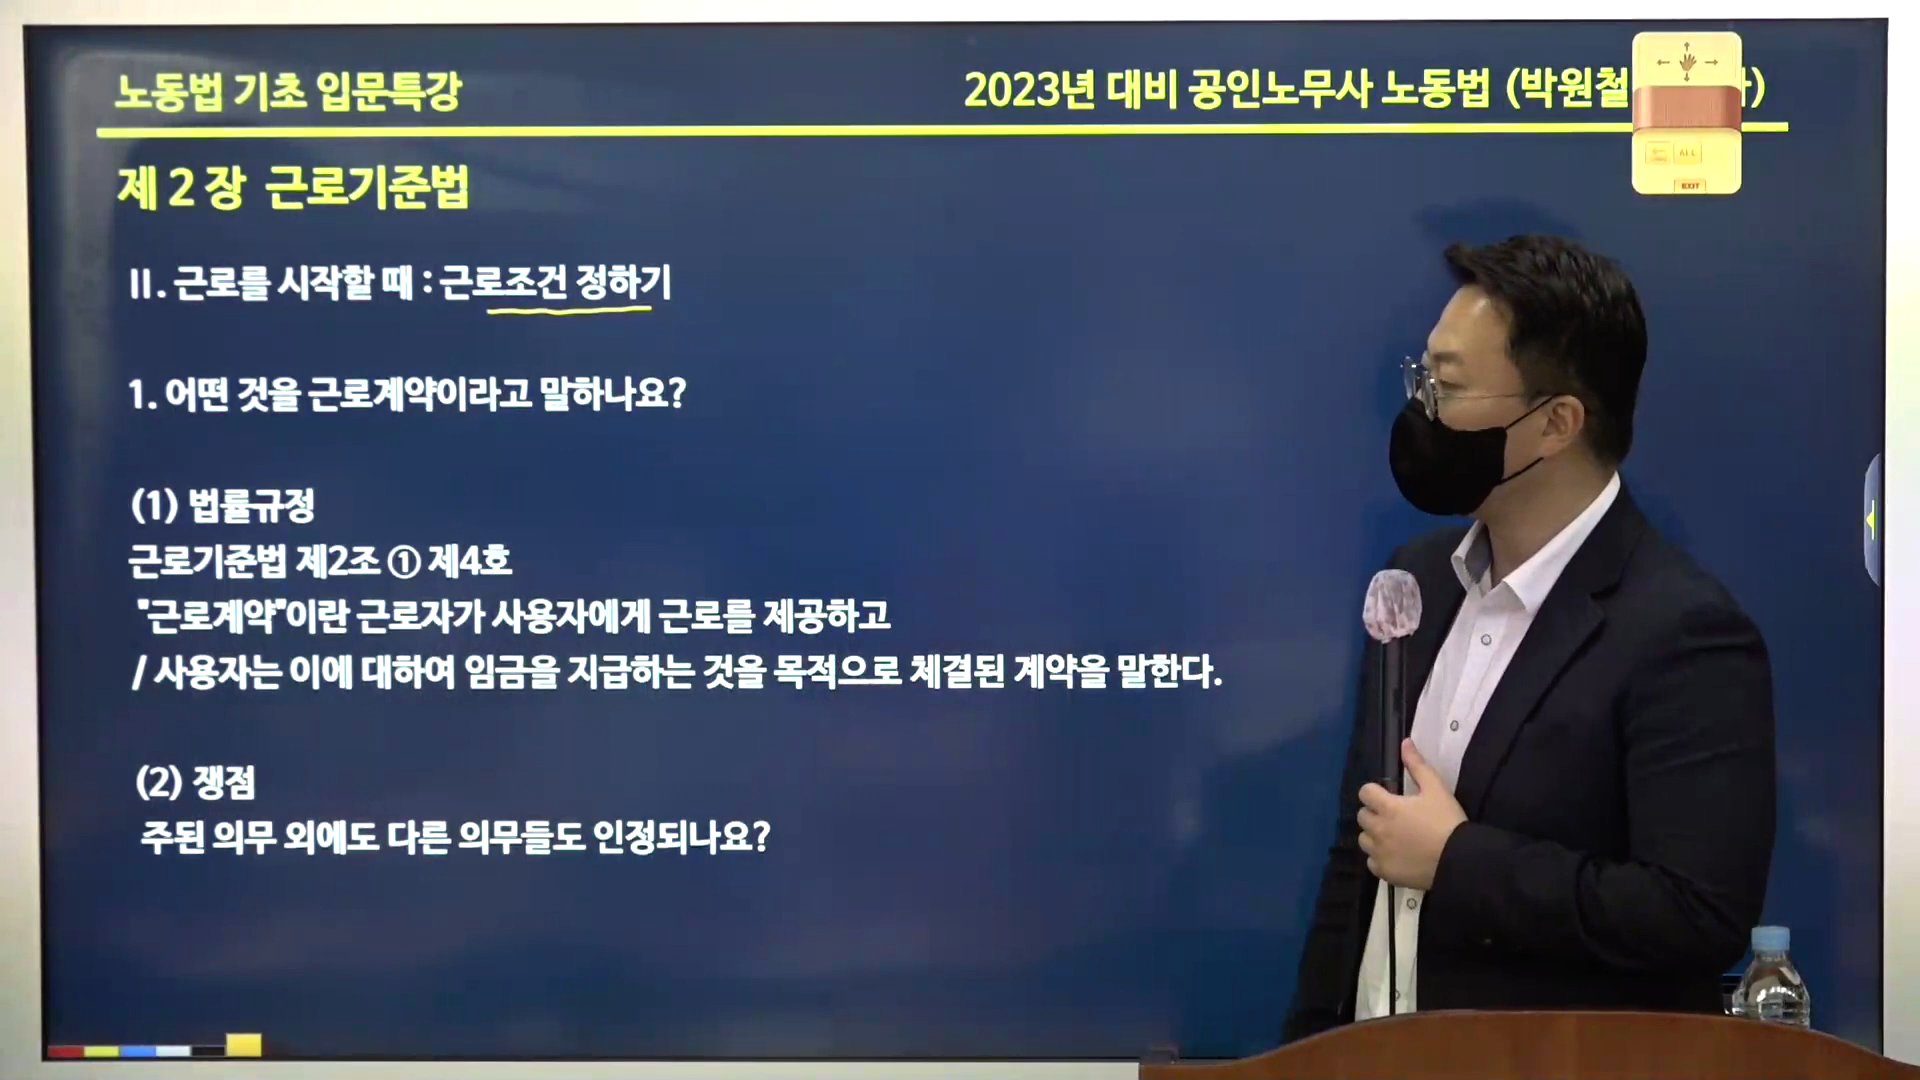 노동법 기초 입문특강
2023년 대비 공인노무사 노동법 (박원철
제 2 장 근로기준법
II. 근로를 시작할 때 : 근로조건 정하기
1. 어떤 것을 근로계약이라고 말하나요?
(1) 법률규정
근로기준법 제2조 ① 제4호
"근로계약"이란 근로자가 사용자에게 근로를 제공하고
/ 사용자는 이에 대하여 임금을 지급하는 것을 목적으로 체결된 계약을 말한다.
(2) 쟁점
주된 의무 외에도 다른 의무들도 인정되나요?
ALL
EXIT